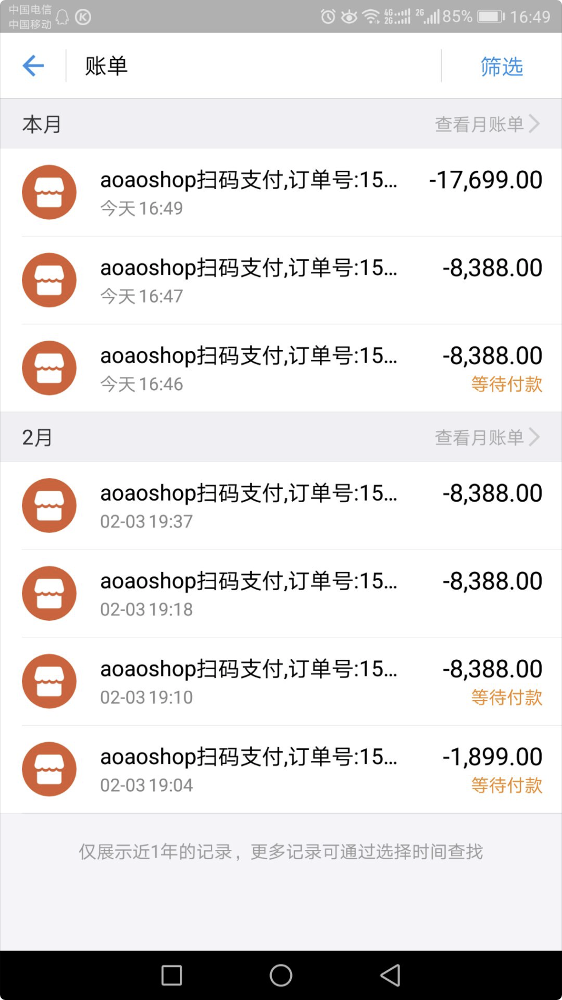 中国电信
中国移动
K
4G
2G
2G
85%
16:49
账单
筛选
本月
查看月账单
aoaoshop扫码支付,订单号:15...
-17,699.00
今天 16:49
aoaoshop扫码支付,订单号:15...
-8,388.00
今天 16:47
aoaoshop扫码支付,订单号:15...
-8,388.00
今天 16:46
等待付款
2月
查看月账单
aoaoshop扫码支付,订单号:15...
-8,388.00
02-03 19:37
aoaoshop扫码支付,订单号:15...
-8,388.00
02-03 19:18
aoaoshop扫码支付,订单号:15...
-8,388.00
02-03 19:10
等待付款
aoaoshop扫码支付,订单号:15...
-1,899.00
02-03 19:04
等待付款
仅展示近1年的记录，更多记录可通过选择时间查找